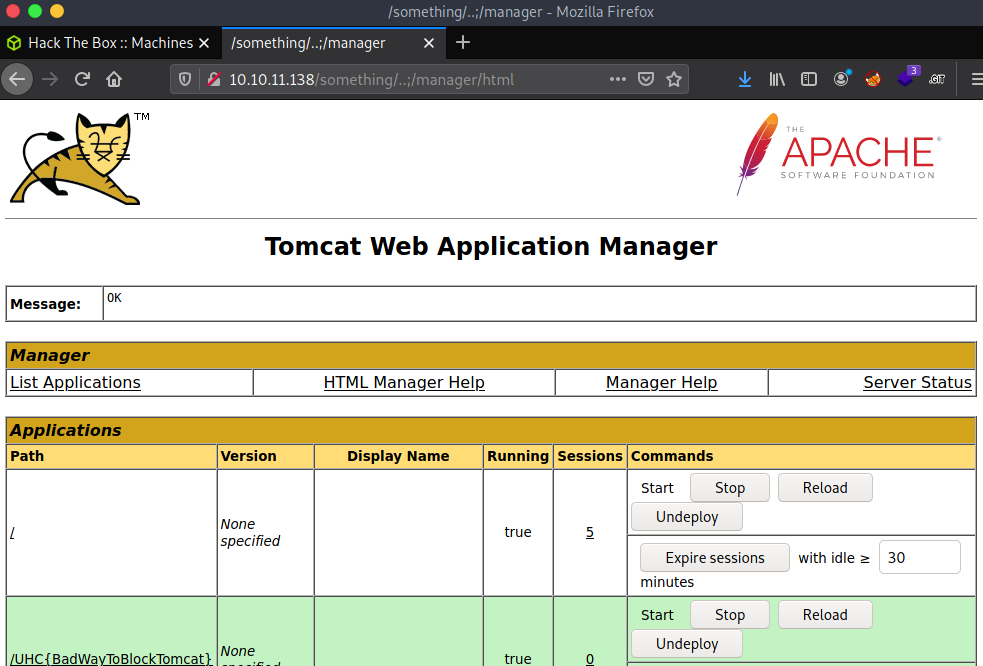 /something/..;/manager - Mozilla Firefox
Hack The Box :: Machines
/something/..;/manager
10.10.11.138/something/..;/manager/html
3
.GIT
TM
THE
APACHE®
SOFTWARE FOUNDATION
Tomcat Web Application Manager
Message:
OK
Manager
List Applications HTML Manager Help Manager Help Server Status
Applications
Path Version Display Name Running Sessions Commands
/ None specified true 5
Start Stop Reload
Undeploy
Expire sessions with idle ≥ 30
minutes
/UHC{BadWayToBlockTomcat} None specified true 0
Start Stop Reload
Undeploy